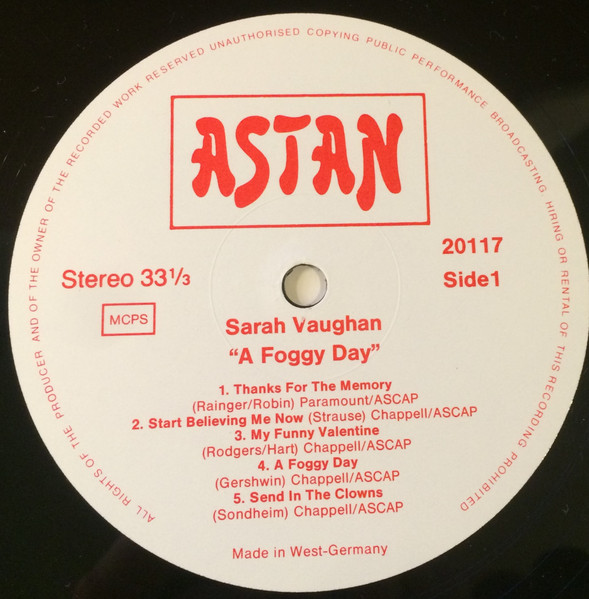 ALL RIGHTS OF THE PRODUCER AND OF THE OWNER OF THE RECORDED WORK RESERVED UNAUTHORISED COPYING PUBLIC PERFORMANCE BROADCASTING HIRING OR RENTAL OF THIS RECORDING PROHIBITED
ASTAN
20117
Stereo 33⅓ Side1
MCPS
Sarah Vaughan
“A Foggy Day”
1. Thanks For The Memory
(Rainger/Robin) Paramount/ASCAP
2. Start Believing Me Now (Strause) Chappell/ASCAP
3. My Funny Valentine
(Rodgers/Hart) Chappell/ASCAP
4. A Foggy Day
(Gershwin) Chappell/ASCAP
5. Send In The Clowns
(Sondheim) Chappell/ASCAP
Made in West-Germany